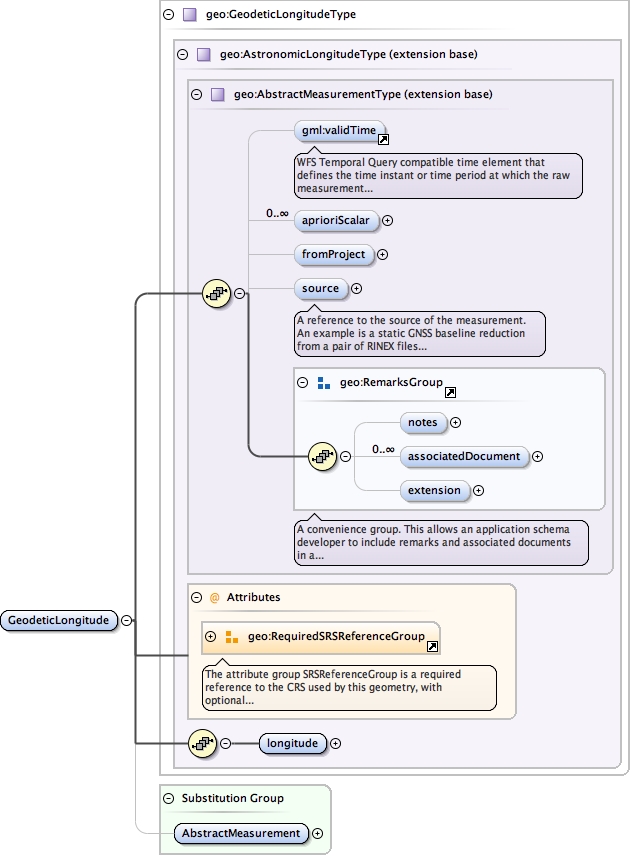 geo:GeodeticLongitudeType
geo:AstronomicLongitudeType (extension base)
geo:AbstractMeasurementType (extension base)
gml:validTime
WFS Temporal Query compatible time element that
defines the time instant or time period at which the raw
measurement...
0..∞
aprioriScalar
fromProject
source
A reference to the source of the measurement.
An example is a static GNSS baseline reduction
from a pair of RINEX files...
geo:RemarksGroup
notes
0..∞
associatedDocument
extension
A convenience group. This allows an application schema
developer to include remarks and associated documents
in a...
GeodeticLongitude
@ Attributes
geo:RequiredSRSReferenceGroup
The attribute group SRSReferenceGroup is a required
reference to the CRS used by this geometry, with
optional...
longitude
Substitution Group
AbstractMeasurement